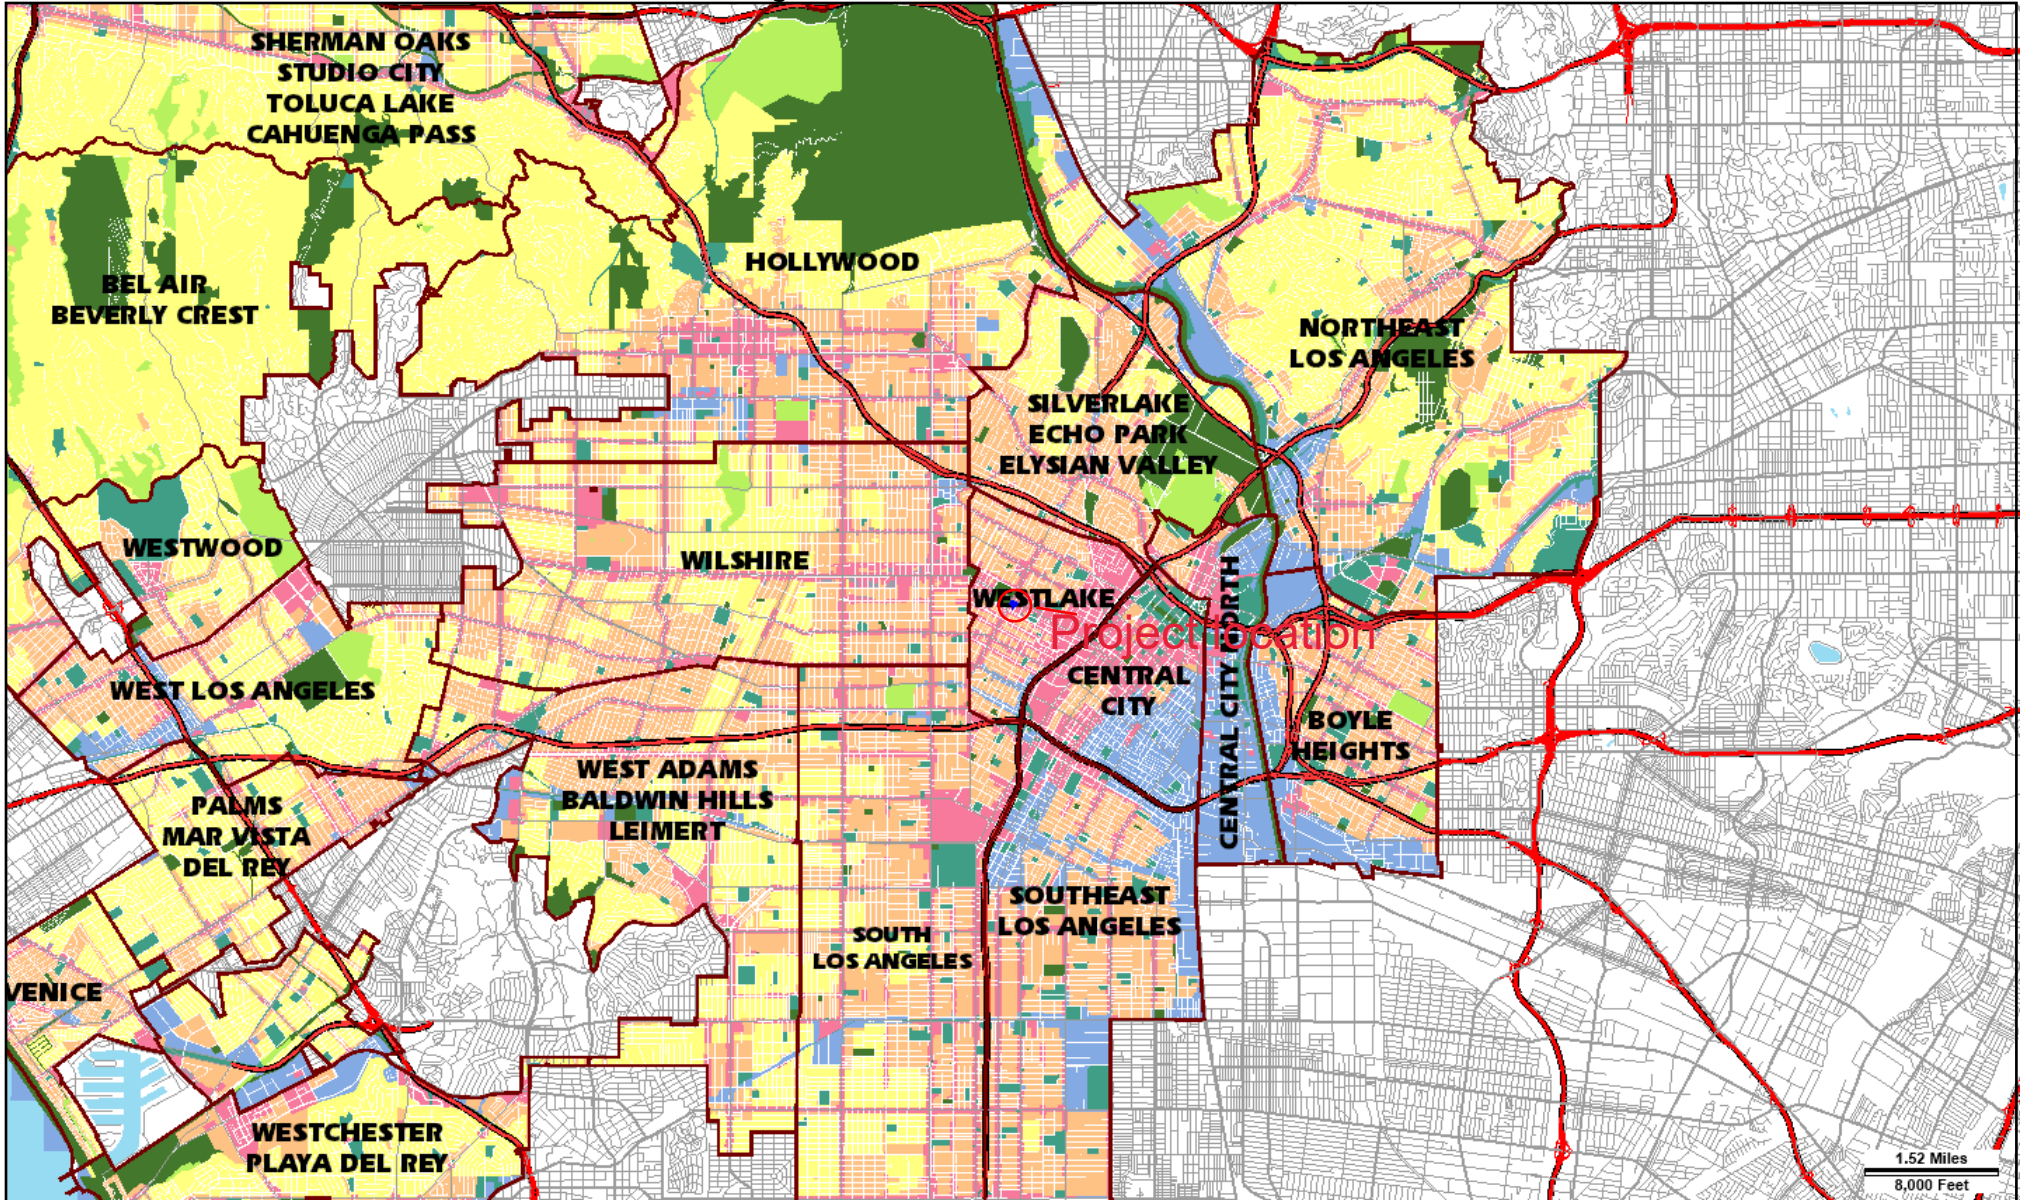 SHERMAN OAKS
STUDIO CITY
TOLUCA LAKE
CAHUENGA PASS
BEL AIR
BEVERLY CREST
HOLLYWOOD
NORTHEAST
LOS ANGELES
SILVERLAKE
ECHO PARK
ELYSIAN VALLEY
WESTWOOD
WILSHIRE
WESTLAKE
Project location
CENTRAL
CITY
CENTRAL CITY NORTH
WEST LOS ANGELES
BOYLE
HEIGHTS
WEST ADAMS
BALDWIN HILLS
LEIMERT
PALMS
MAR VISTA
DEL REY
SOUTHEAST
LOS ANGELES
SOUTH
LOS ANGELES
VENICE
WESTCHESTER
PLAYA DEL REY
1.52 Miles
8,000 Feet